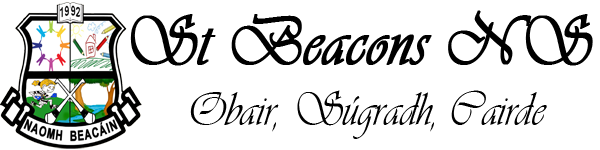 1992
St Beacons NS
Obair, Súgradh, Cairde
NAOMH BEACÁIN